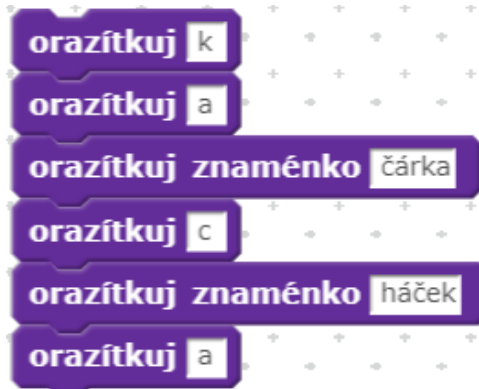 orazítkuj k
orazítkuj a
orazítkuj znaménko čárka
orazítkuj c
orazítkuj znaménko háček
orazítkuj a